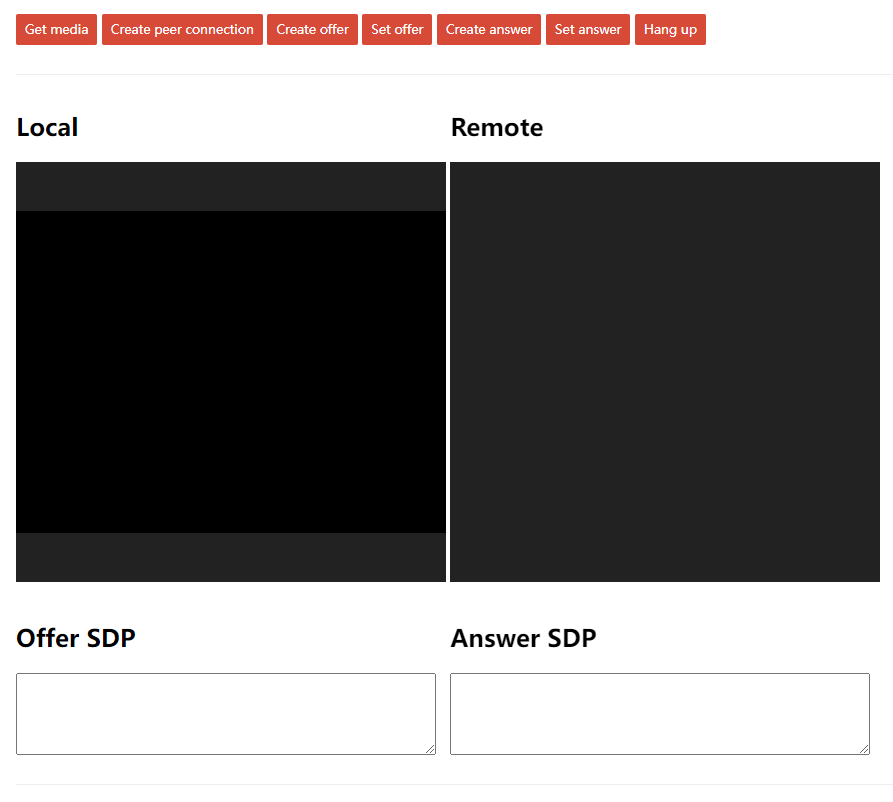 Get media Create peer connection Create offer Set offer Create answer Set answer Hang up
Local Remote
Offer SDP Answer SDP